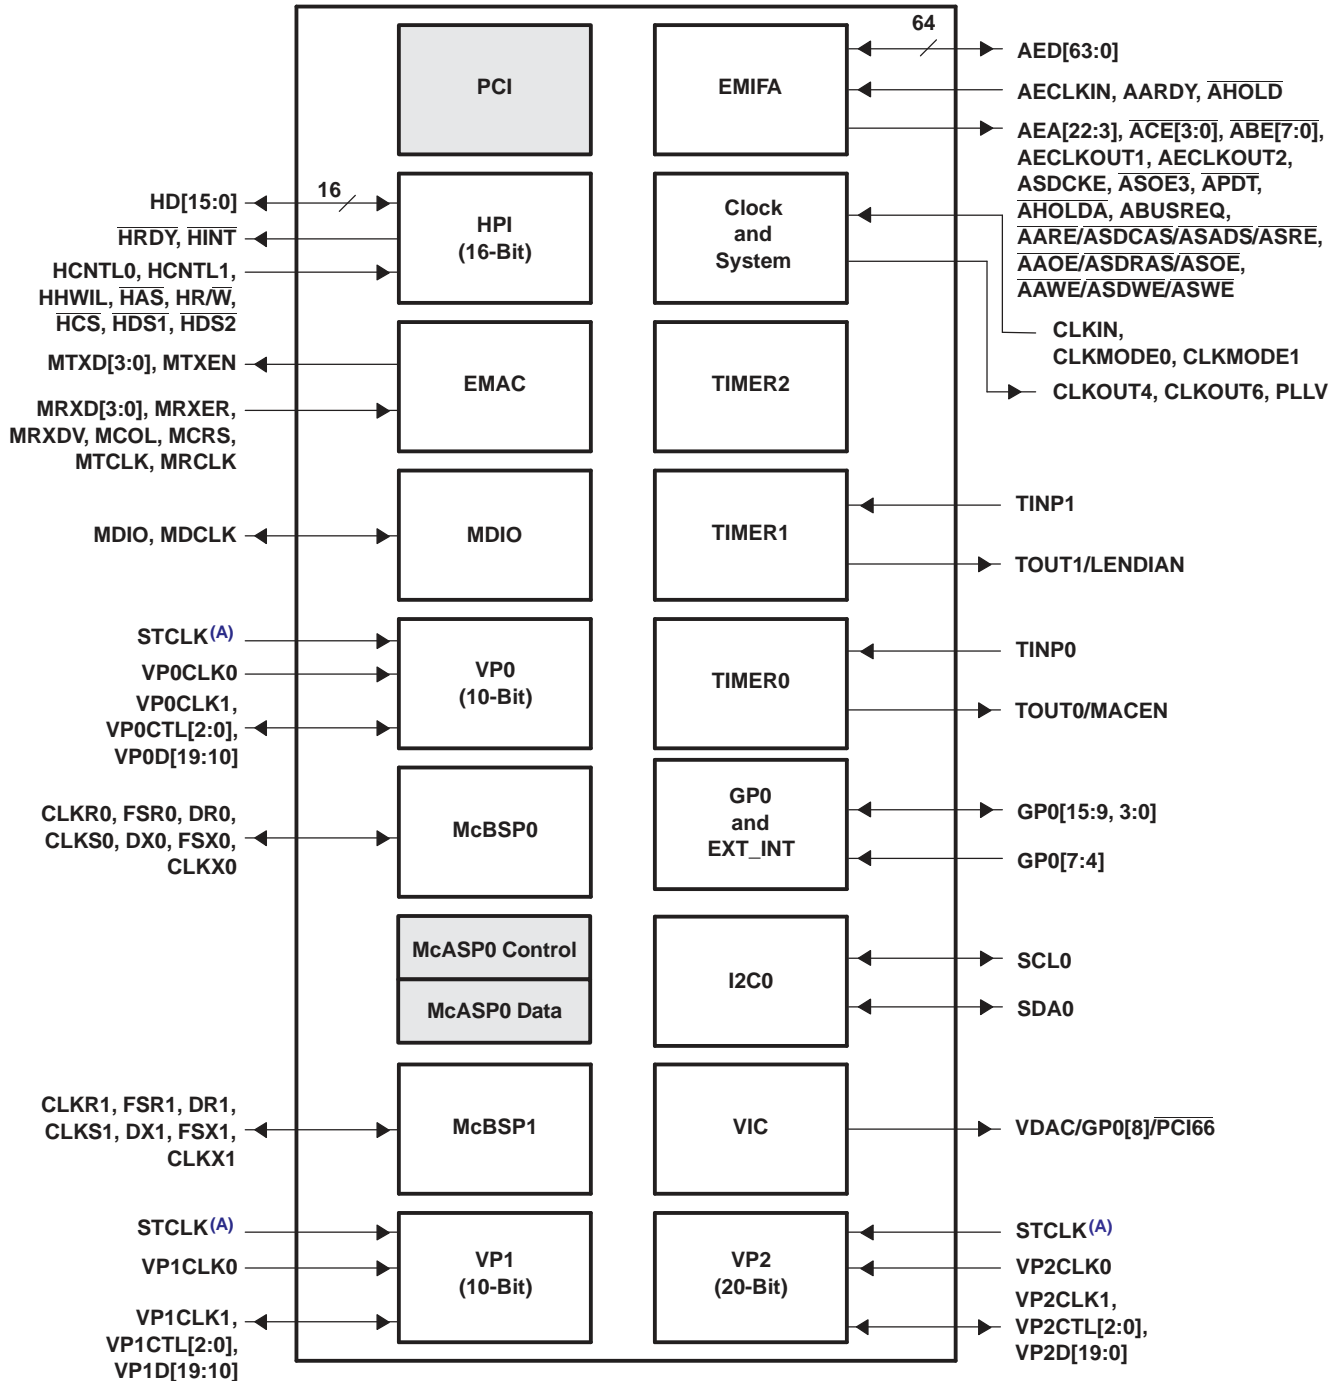 64
PCI
EMIFA
AED[63:0]
AECLKIN, AARDY, AHOLD
AEA[22:3], ACE[3:0], ABE[7:0],
AECLKOUT1, AECLKOUT2,
ASDCKE, ASOE3, APDT,
AHOLDA, ABUSREQ,
AARE/ASDCAS/ASADS/ASRE,
AAOE/ASDRAS/ASOE,
AAWE/ASDWE/ASWE
HD[15:0]
16
HRDY, HINT
HCNTL0, HCNTL1,
HHWIL, HAS, HR/W,
HCS, HDS1, HDS2
HPI
(16-Bit)
Clock
and
System
CLKIN,
CLKMODE0, CLKMODE1
CLKOUT4, CLKOUT6, PLLV
MTXD[3:0], MTXEN
MRXD[3:0], MRXER,
MRXDV, MCOL, MCRS,
MTCLK, MRCLK
EMAC
TIMER2
MDIO, MDCLK
MDIO
TIMER1
TINP1
TOUT1/LENDIAN
STCLK(A)
VP0CLK0
VP0CLK1,
VP0CTL[2:0],
VP0D[19:10]
VP0
(10-Bit)
TIMER0
TINP0
TOUT0/MACEN
CLKR0, FSR0, DR0,
CLKS0, DX0, FSX0,
CLKX0
McBSP0
GP0
and
EXT_INT
GP0[15:9, 3:0]
GP0[7:4]
McASP0 Control
McASP0 Data
I2C0
SCL0
SDA0
CLKR1, FSR1, DR1,
CLKS1, DX1, FSX1,
CLKX1
McBSP1
VIC
VDAC/GP0[8]/PCI66
STCLK(A)
VP1CLK0
VP1CLK1,
VP1CTL[2:0],
VP1D[19:10]
VP1
(10-Bit)
VP2
(20-Bit)
STCLK(A)
VP2CLK0
VP2CLK1,
VP2CTL[2:0],
VP2D[19:0]